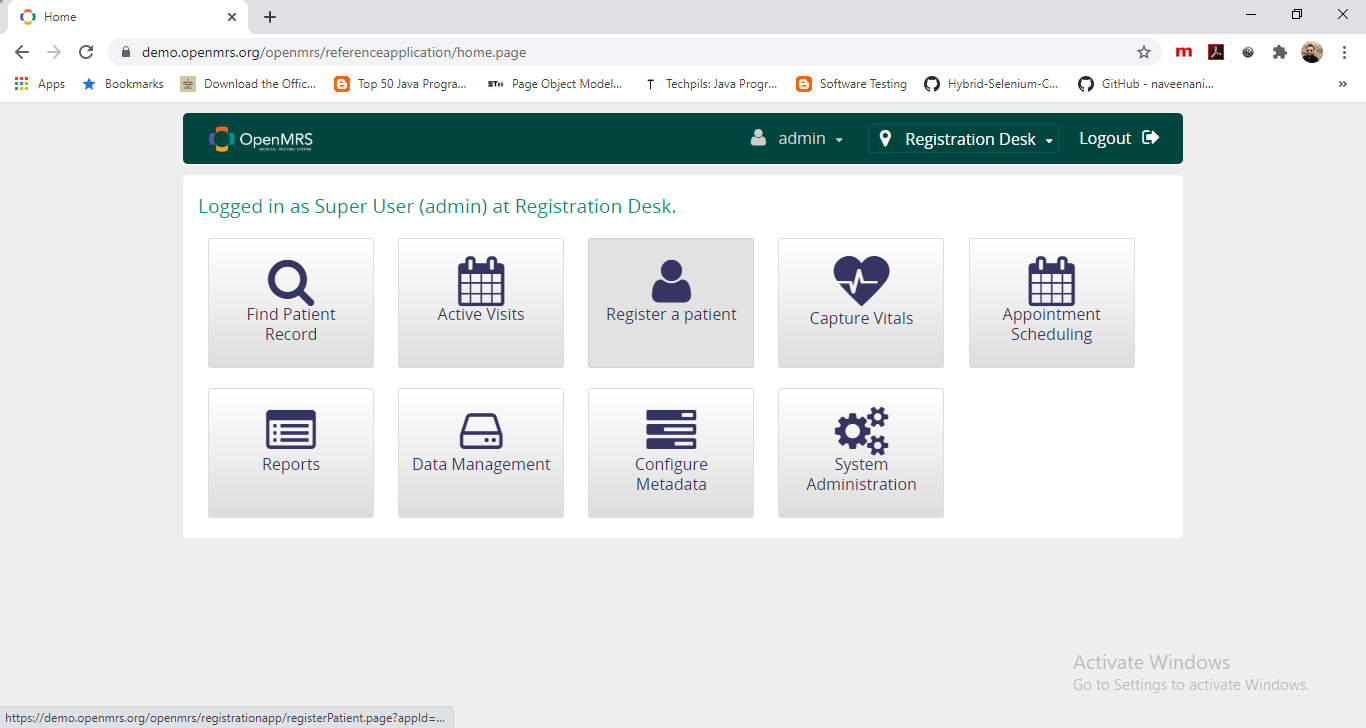 Home
demo.openmrs.org/openmrs/referenceapplication/home.page
Apps
Bookmarks
Download the Offic...
Top 50 Java Progra...
Page Object Model...
Techpils: Java Progr...
Software Testing
Hybrid-Selenium-C...
GitHub - naveenani...
OpenMRS
MEDICAL RECORD SYSTEM
admin
Registration Desk
Logout
Logged in as Super User (admin) at Registration Desk.
Find Patient
Record
Active Visits
Register a patient
Capture Vitals
Appointment
Scheduling
Reports
Data Management
Configure
Metadata
System
Administration
Activate Windows
Go to Settings to activate Windows.
https://demo.openmrs.org/openmrs/registrationapp/registerPatient.page?appId=...